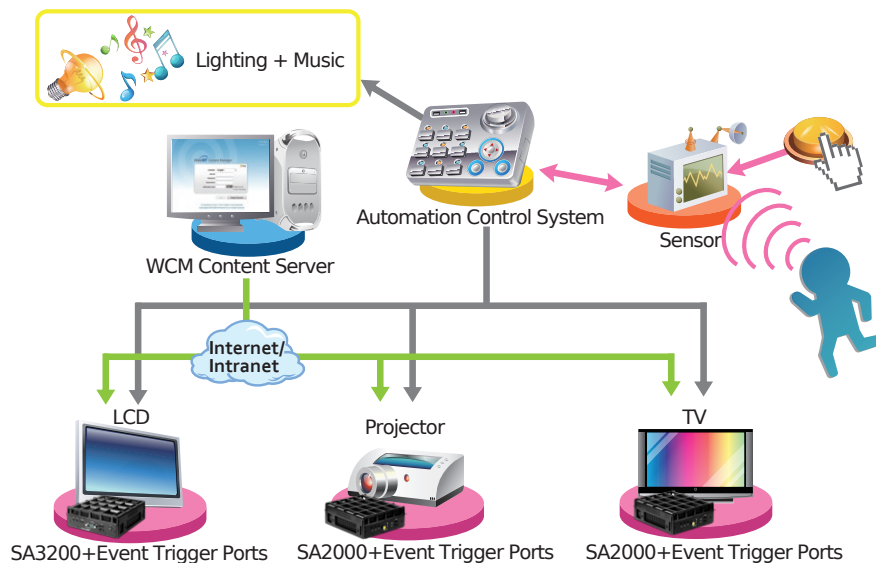 Lighting + Music
Automation Control System
Sensor
WCM Content Server
Internet/
Intranet
LCD
Projector
TV
SA3200+Event Trigger Ports
SA2000+Event Trigger Ports
SA2000+Event Trigger Ports